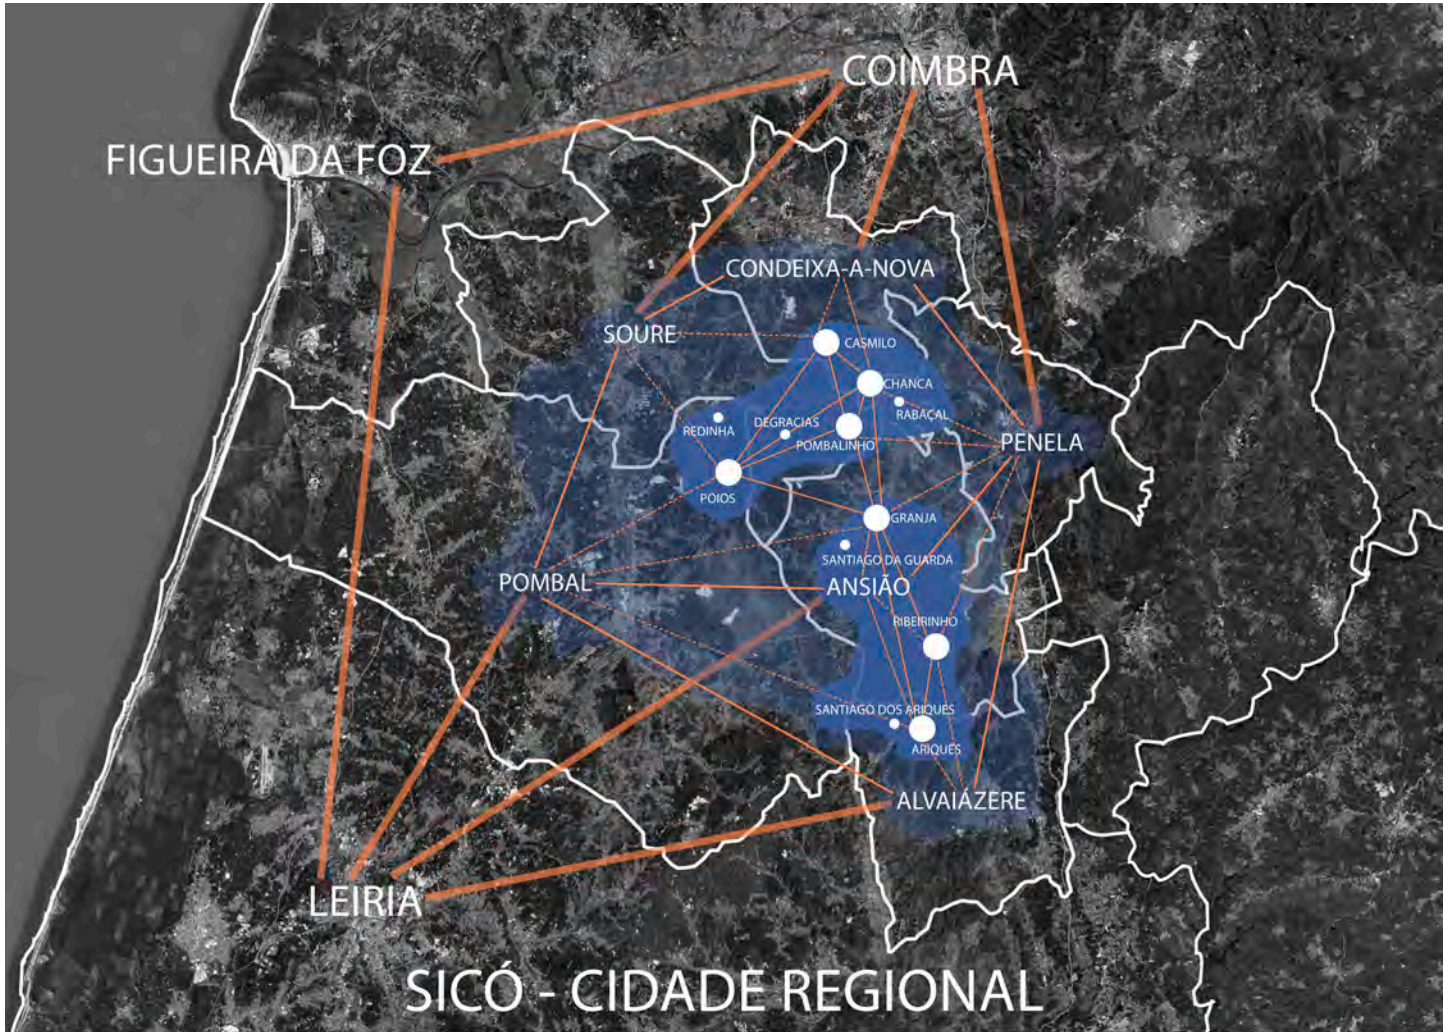 COIMBRA
FIGUEIRA DA FOZ
CONDEIXA-A-NOVA
SOURE
CASMILO
CHANCA
RABAÇAL
REDINHA
DEGRACIAS
POMBALINHO
PENELA
POIOS
GRANJA
SANTIAGO DA GUARDA
POMBAL
ANSIÃO
RIBEIRINHO
SANTIAGO DOS ARIQUES
ARIQUES
ALVAIÁZERE
LEIRIA
SICÓ - CIDADE REGIONAL